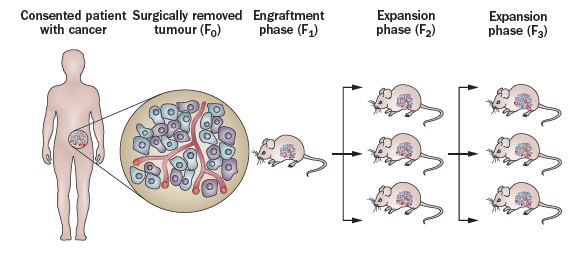 Consented patient with cancer
Surgically removed tumour (F₀)
Engraftment phase (F₁)
Expansion phase (F₂)
Expansion phase (F₃)